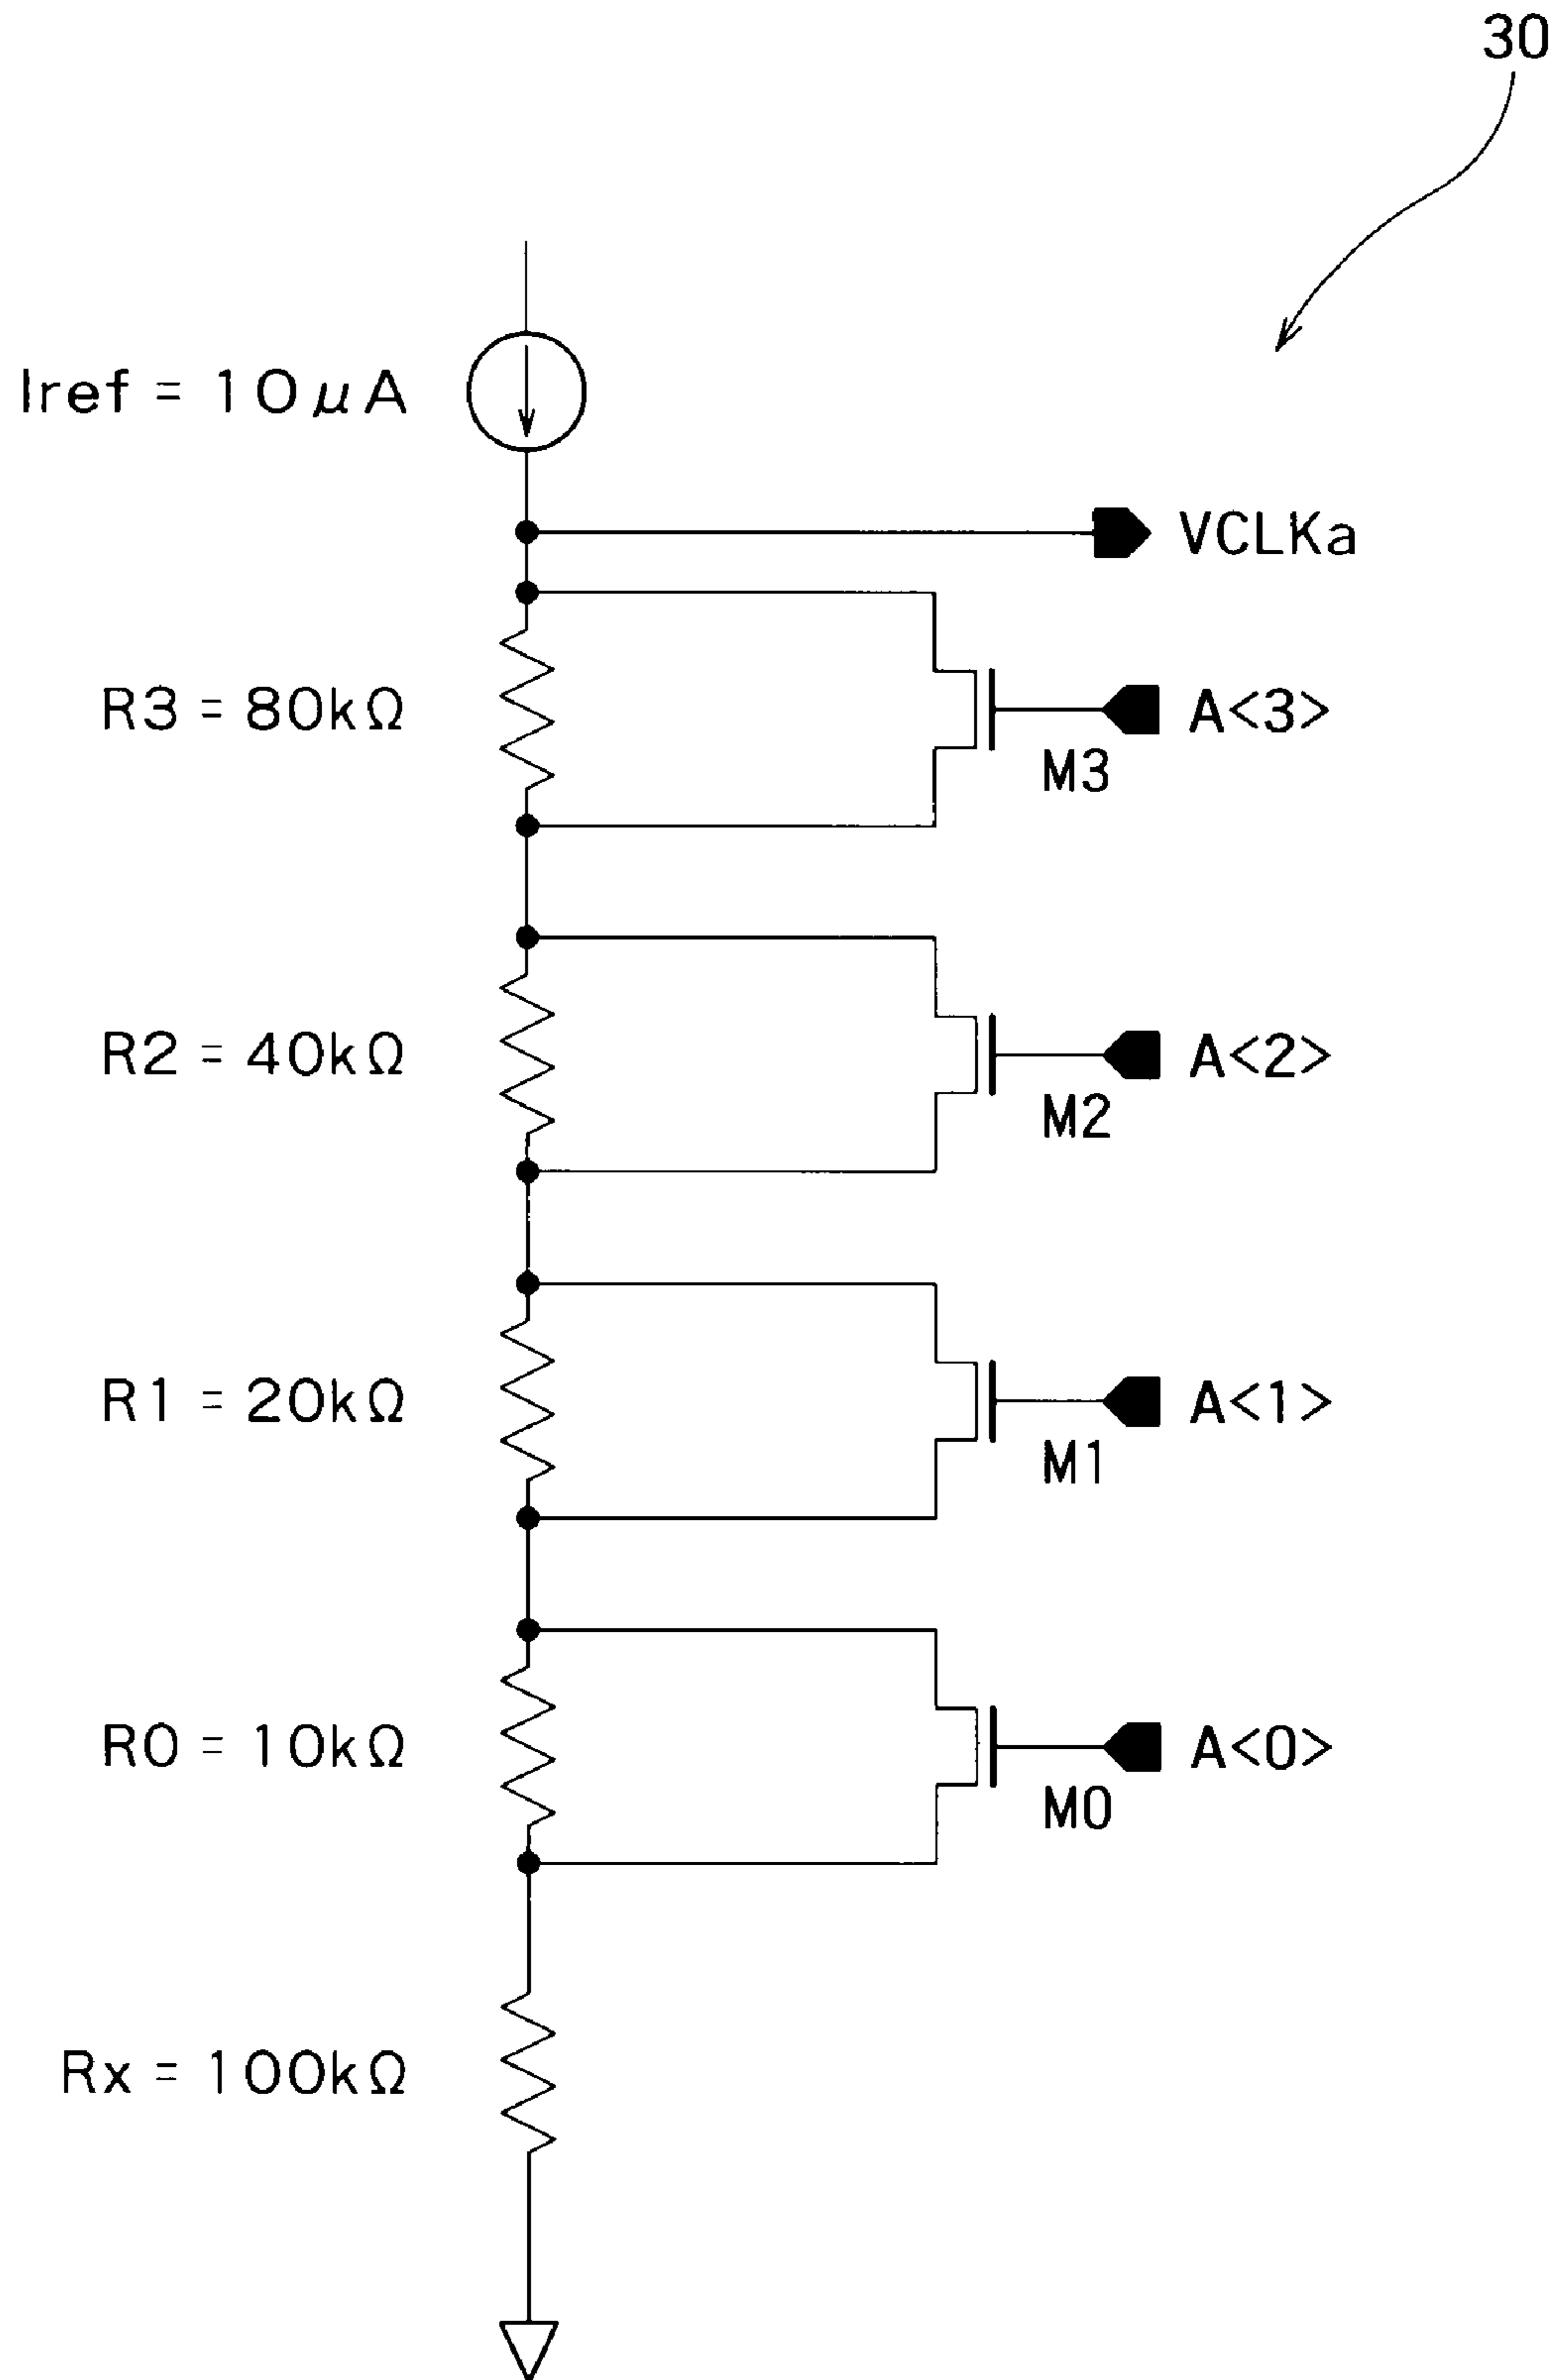 30
Iref = 10μA
VCLKa
R3 = 80kΩ
A<3>
M3
R2 = 40kΩ
A<2>
M2
R1 = 20kΩ
A<1>
M1
R0 = 10kΩ
A<0>
M0
Rx = 100kΩ